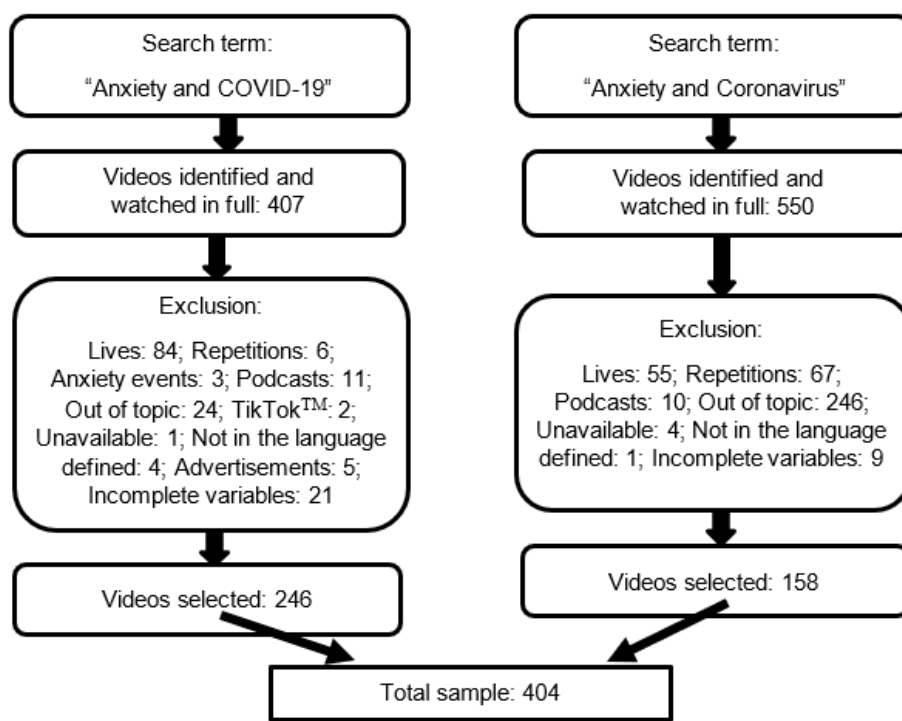 Search term:
“Anxiety and COVID-19”
Videos identified and
watched in full: 407
Exclusion:
Lives: 84; Repetitions: 6;
Anxiety events: 3; Podcasts: 11;
Out of topic: 24; TikTok™: 2;
Unavailable: 1; Not in the language
defined: 4; Advertisements: 5;
Incomplete variables: 21
Videos selected: 246
Search term:
“Anxiety and Coronavirus”
Videos identified and
watched in full: 550
Exclusion:
Lives: 55; Repetitions: 67;
Podcasts: 10; Out of topic: 246;
Unavailable: 4; Not in the language
defined: 1; Incomplete variables: 9
Videos selected: 158
Total sample: 404